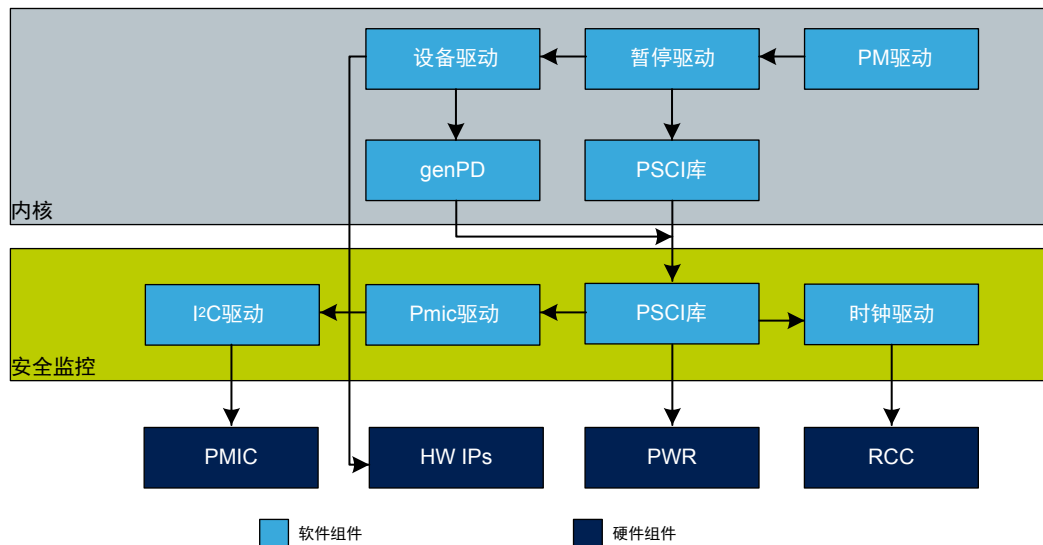 设备驱动
暂停驱动
PM驱动
genPD
PSCI库
内核
I²C驱动
Pmic驱动
PSCI库
时钟驱动
安全监控
PMIC
HW IPs
PWR
RCC
软件组件
硬件组件